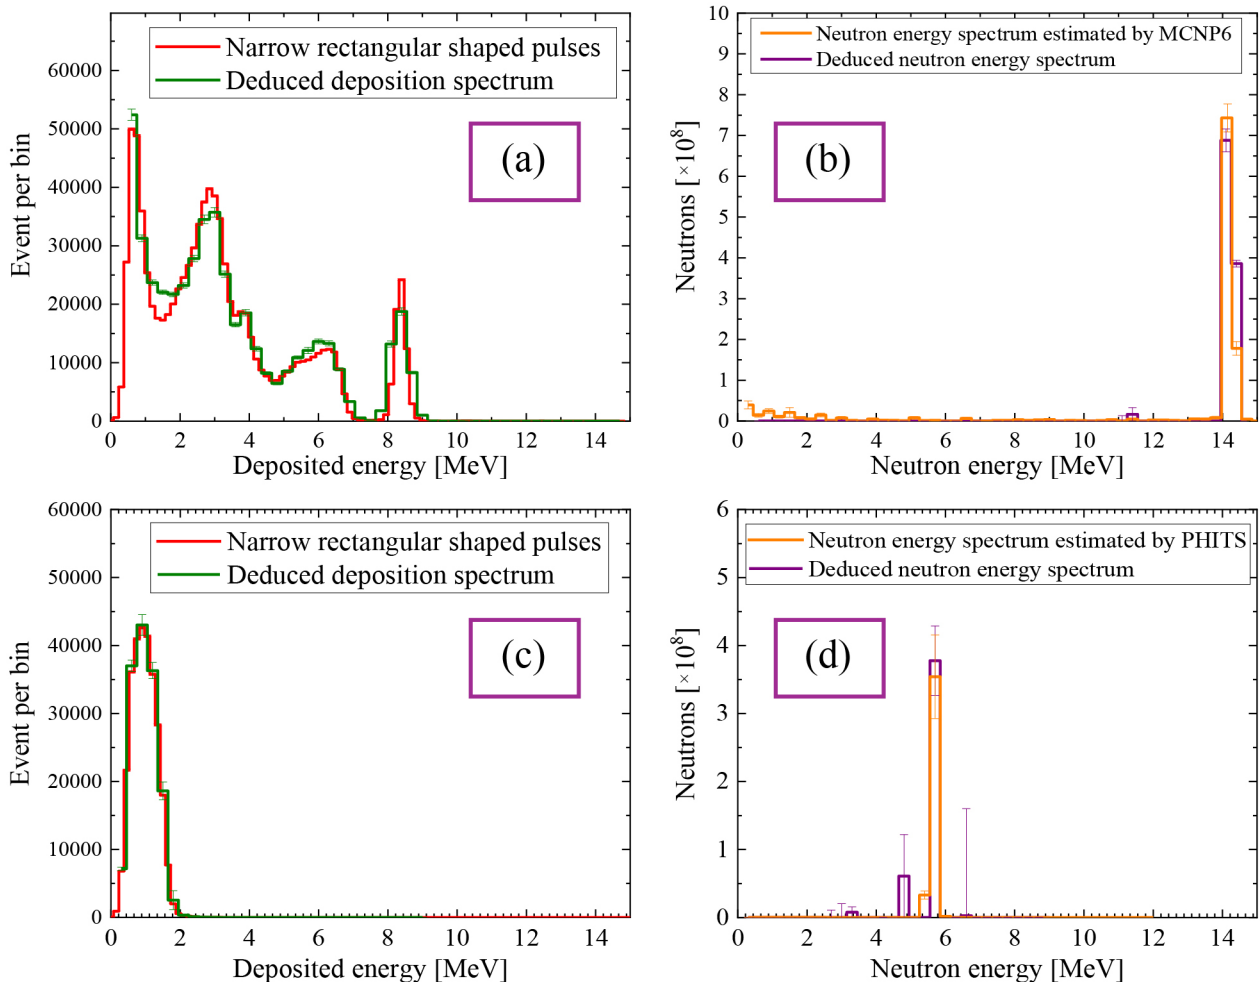 Narrow rectangular shaped pulses
Deduced deposition spectrum
(a)
Event per bin
60000
50000
40000
30000
20000
10000
0
0 2 4 6 8 10 12 14
Deposited energy [MeV]
Neutron energy spectrum estimated by MCNP6
Deduced neutron energy spectrum
(b)
Neutrons [×10⁸]
10
9
8
7
6
5
4
3
2
1
0
0 2 4 6 8 10 12 14
Neutron energy [MeV]
Narrow rectangular shaped pulses
Deduced deposition spectrum
(c)
Event per bin
60000
50000
40000
30000
20000
10000
0
0 2 4 6 8 10 12 14
Deposited energy [MeV]
Neutron energy spectrum estimated by PHITS
Deduced neutron energy spectrum
(d)
Neutrons [×10⁸]
6
5
4
3
2
1
0
0 2 4 6 8 10 12 14
Neutron energy [MeV]